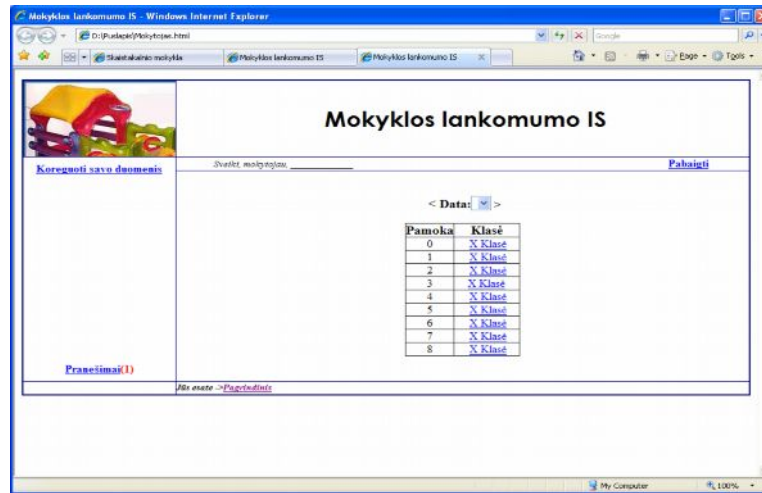 Mokyklos lankomumo IS - Windows Internet Explorer
D:\Puslapis\Mokytojas.html
Google
Skaistakalnio mokykla
Mokyklos lankomumo IS
Mokyklos lankomumo IS
Page
Tools
Mokyklos lankomumo IS
Koreguoti savo duomenis
Sveiki, mokytojau,
Pabaigti
< Data: >
Pamoka Klasė
0 X Klasė
1 X Klasė
2 X Klasė
3 X Klasė
4 X Klasė
5 X Klasė
6 X Klasė
7 X Klasė
8 X Klasė
Pranešimai(1)
Jūs esate ->Pagrindinis
My Computer
100%